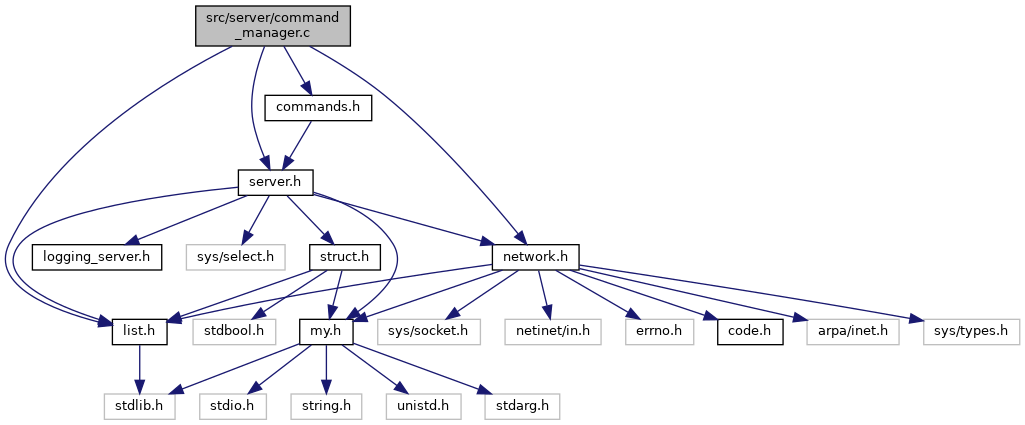 src/server/command
_manager.c
commands.h
server.h
logging_server.h
sys/select.h
struct.h
network.h
list.h
stdbool.h
my.h
sys/socket.h
netinet/in.h
errno.h
code.h
arpa/inet.h
sys/types.h
stdlib.h
stdio.h
string.h
unistd.h
stdarg.h